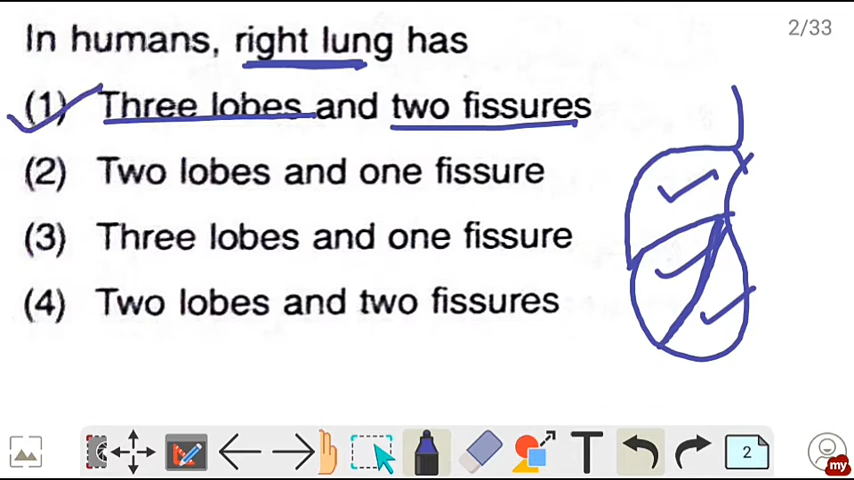 2/33
In humans, right lung has
(1) Three lobes and two fissures
(2) Two lobes and one fissure
(3) Three lobes and one fissure
(4) Two lobes and two fissures
T
2
my